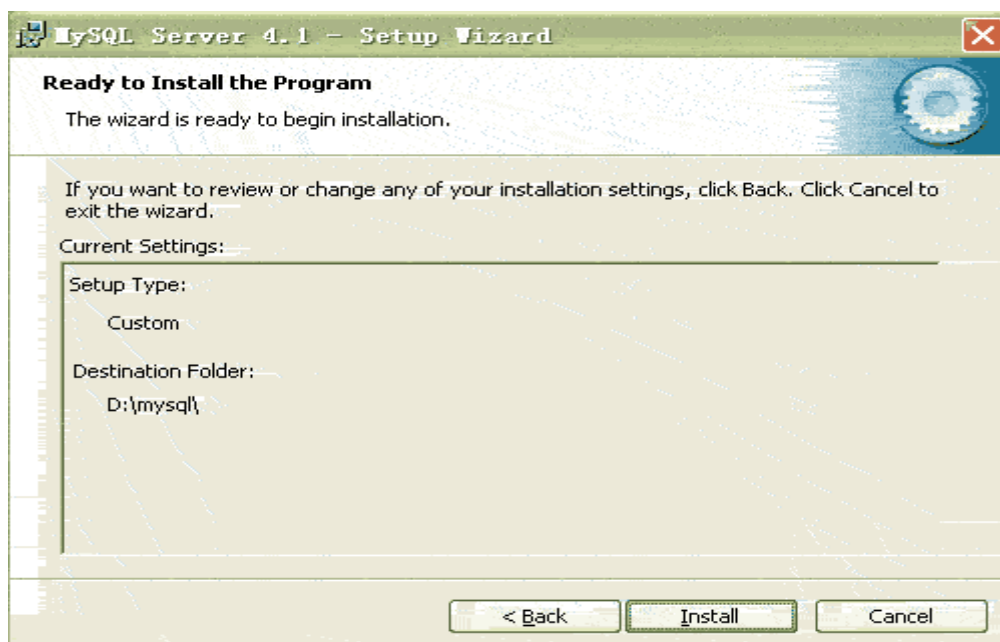 MySQL Server 4.1 - Setup Wizard
Ready to Install the Program
The wizard is ready to begin installation.
If you want to review or change any of your installation settings, click Back. Click Cancel to
exit the wizard.
Current Settings:
Setup Type:
Custom
Destination Folder:
D:\mysql\
< Back
Install
Cancel